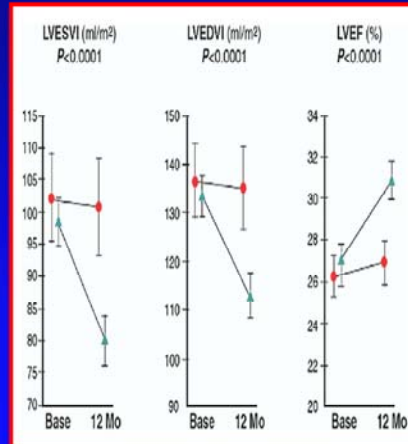 LVESVI (ml/m²)
P<0.0001
115
110
105
100
95
90
85
80
75
70
Base 12 Mo
LVEDVI (ml/m²)
P<0.0001
150
140
130
120
110
100
90
Base 12 Mo
LVEF (%)
P<0.0001
34
32
30
28
26
24
22
20
Base 12 Mo